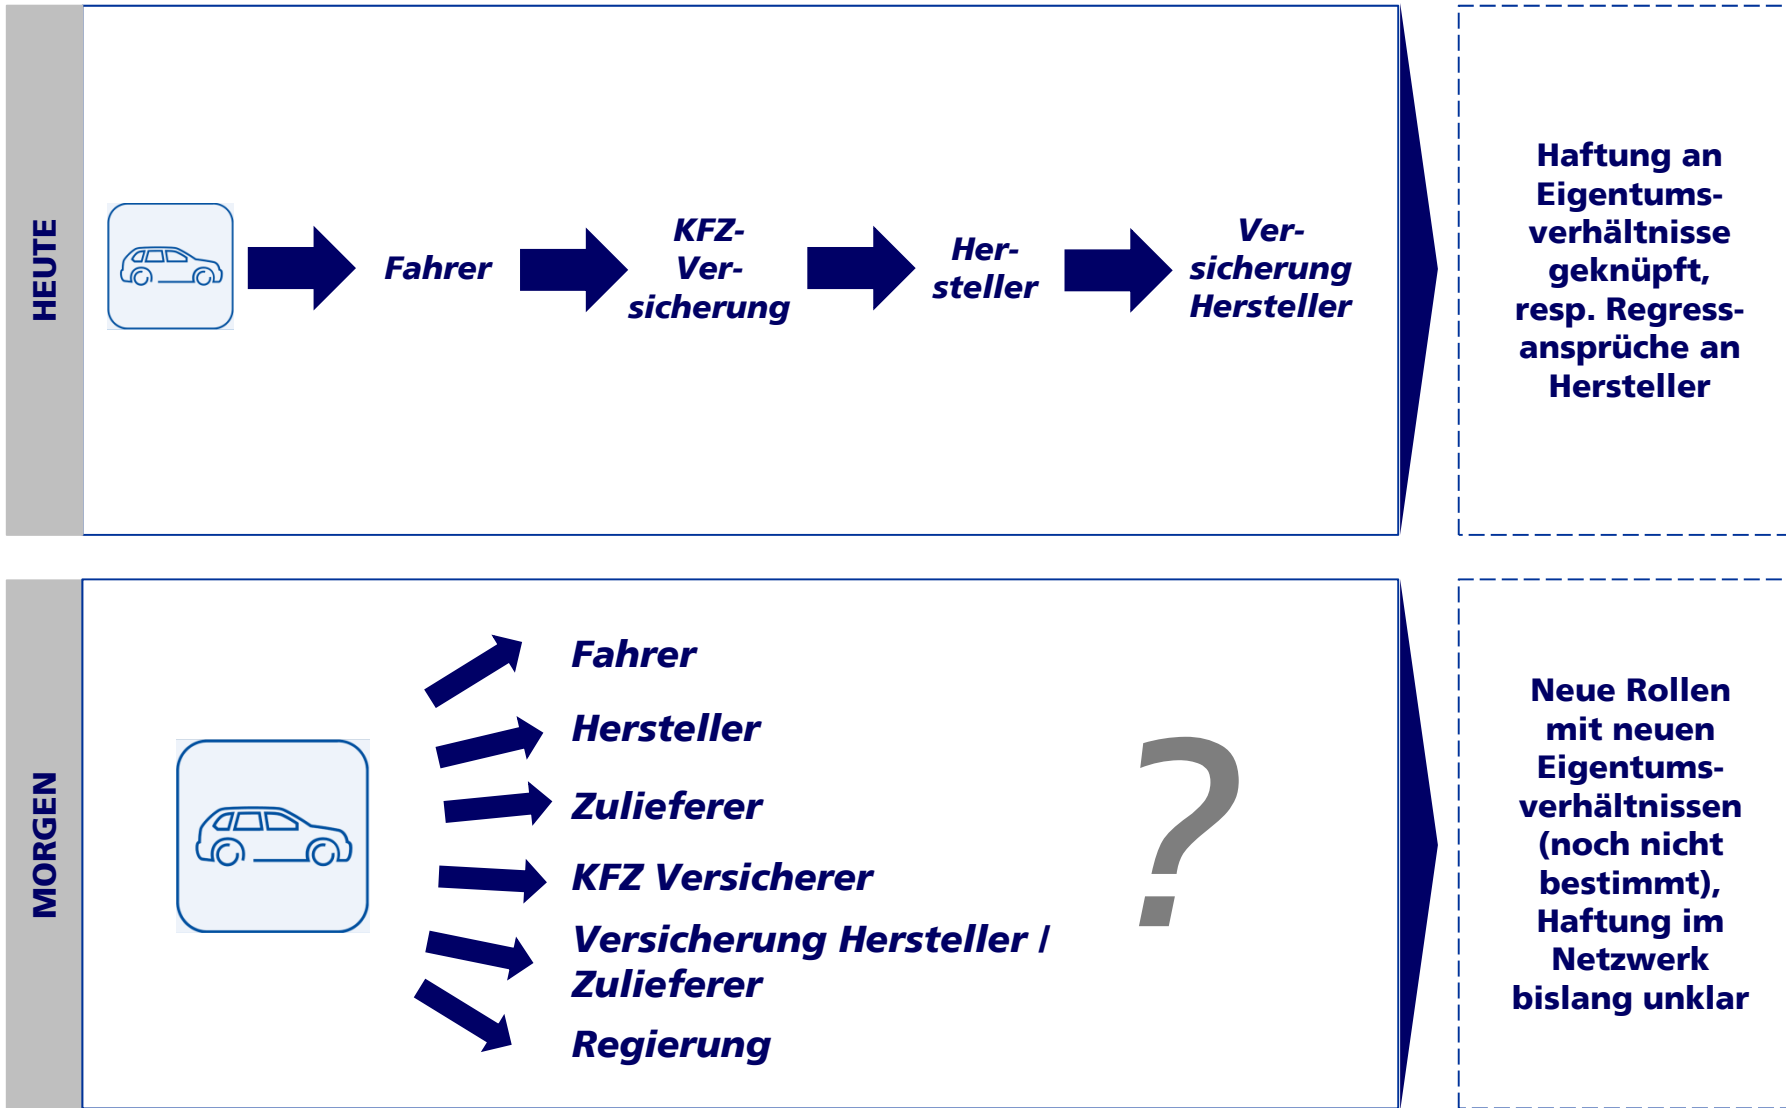 HEUTE
Fahrer
KFZ-
Ver-
sicherung
Her-
steller
Ver-
sicherung
Hersteller
Haftung an
Eigentums-
verhältnisse
geknüpft,
resp. Regress-
ansprüche an
Hersteller
MORGEN
Fahrer
Hersteller
Zulieferer
KFZ Versicherer
Versicherung Hersteller /
Zulieferer
Regierung
?
Neue Rollen
mit neuen
Eigentums-
verhältnissen
(noch nicht
bestimmt),
Haftung im
Netzwerk
bislang unklar